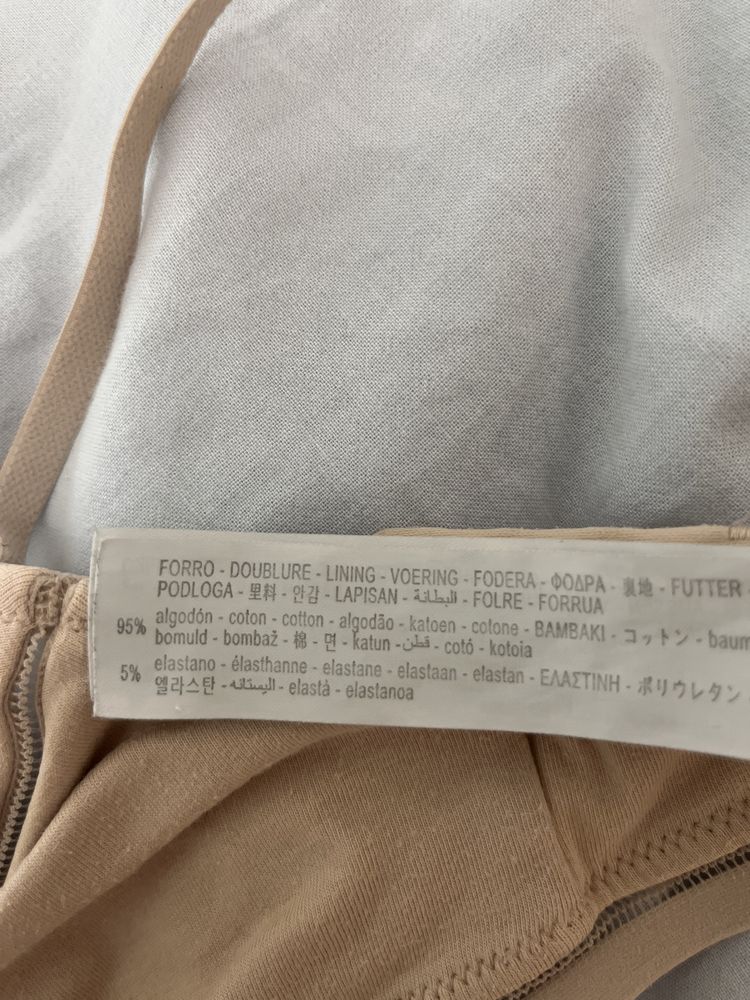 FORRO - DOUBLURE - LINING - VOERING - FODERA - ΦΟΔΡΑ - 裏地 - FUTTER -
PODLOGA - 里料 - 안감 - LAPISAN - البطانة - FOLRE - FORRUA
95% algodón - coton - cotton - algodão - katoen - cotone - BAMBAKI - コットン -
bomuld - bombaž - 棉 - 면 - katun - قطن - cotó - kotoia
5% elastano - élasthanne - elastane - elastaan - elastan - ΕΛΑΣΤΙΝΗ - ポリウレタン -
엘라스탄 - - elastà - elastanoa